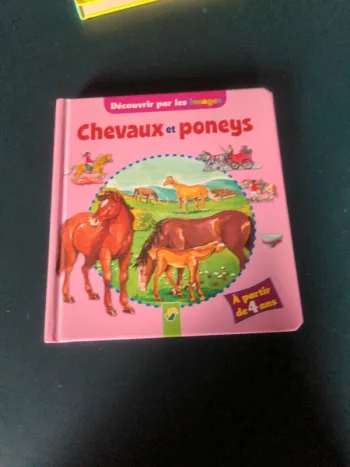 Découvrir par les images
Chevaux et poneys
À partir
de 4 ans